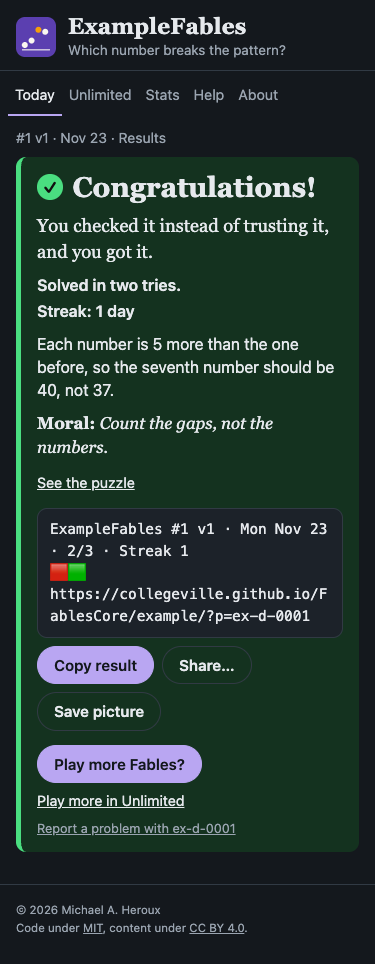 ExampleFables
Which number breaks the pattern?
Today Unlimited Stats Help About
#1 v1 · Nov 23 · Results
Congratulations!
You checked it instead of trusting it,
and you got it.
Solved in two tries.
Streak: 1 day
Each number is 5 more than the one
before, so the seventh number should be
40, not 37.
Moral: Count the gaps, not the
numbers.
See the puzzle
ExampleFables #1 v1 · Mon Nov 23
· 2/3 · Streak 1
🟥🟩
https://collegeville.github.io/F
ablesCore/example/?p=ex-d-0001
Copy result Share...
Save picture
Play more Fables?
Play more in Unlimited
Report a problem with ex-d-0001
© 2026 Michael A. Heroux
Code under MIT, content under CC BY 4.0.